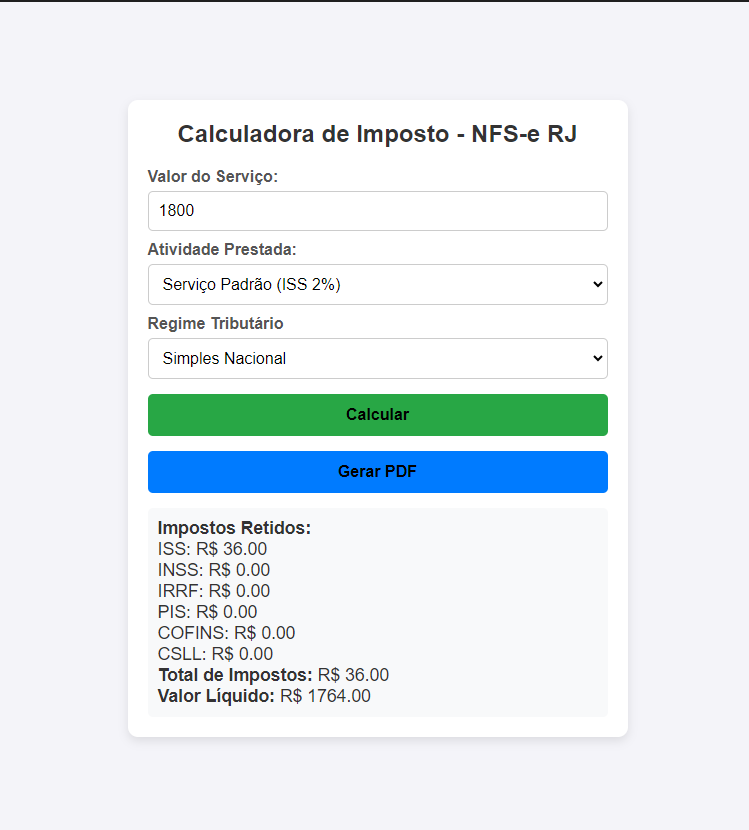 Calculadora de Imposto - NFS-e RJ
Valor do Serviço:
1800
Atividade Prestada:
Serviço Padrão (ISS 2%)
Regime Tributário
Simples Nacional
Calcular
Gerar PDF
Impostos Retidos:
ISS: R$ 36.00
INSS: R$ 0.00
IRRF: R$ 0.00
PIS: R$ 0.00
COFINS: R$ 0.00
CSLL: R$ 0.00
Total de Impostos: R$ 36.00
Valor Líquido: R$ 1764.00